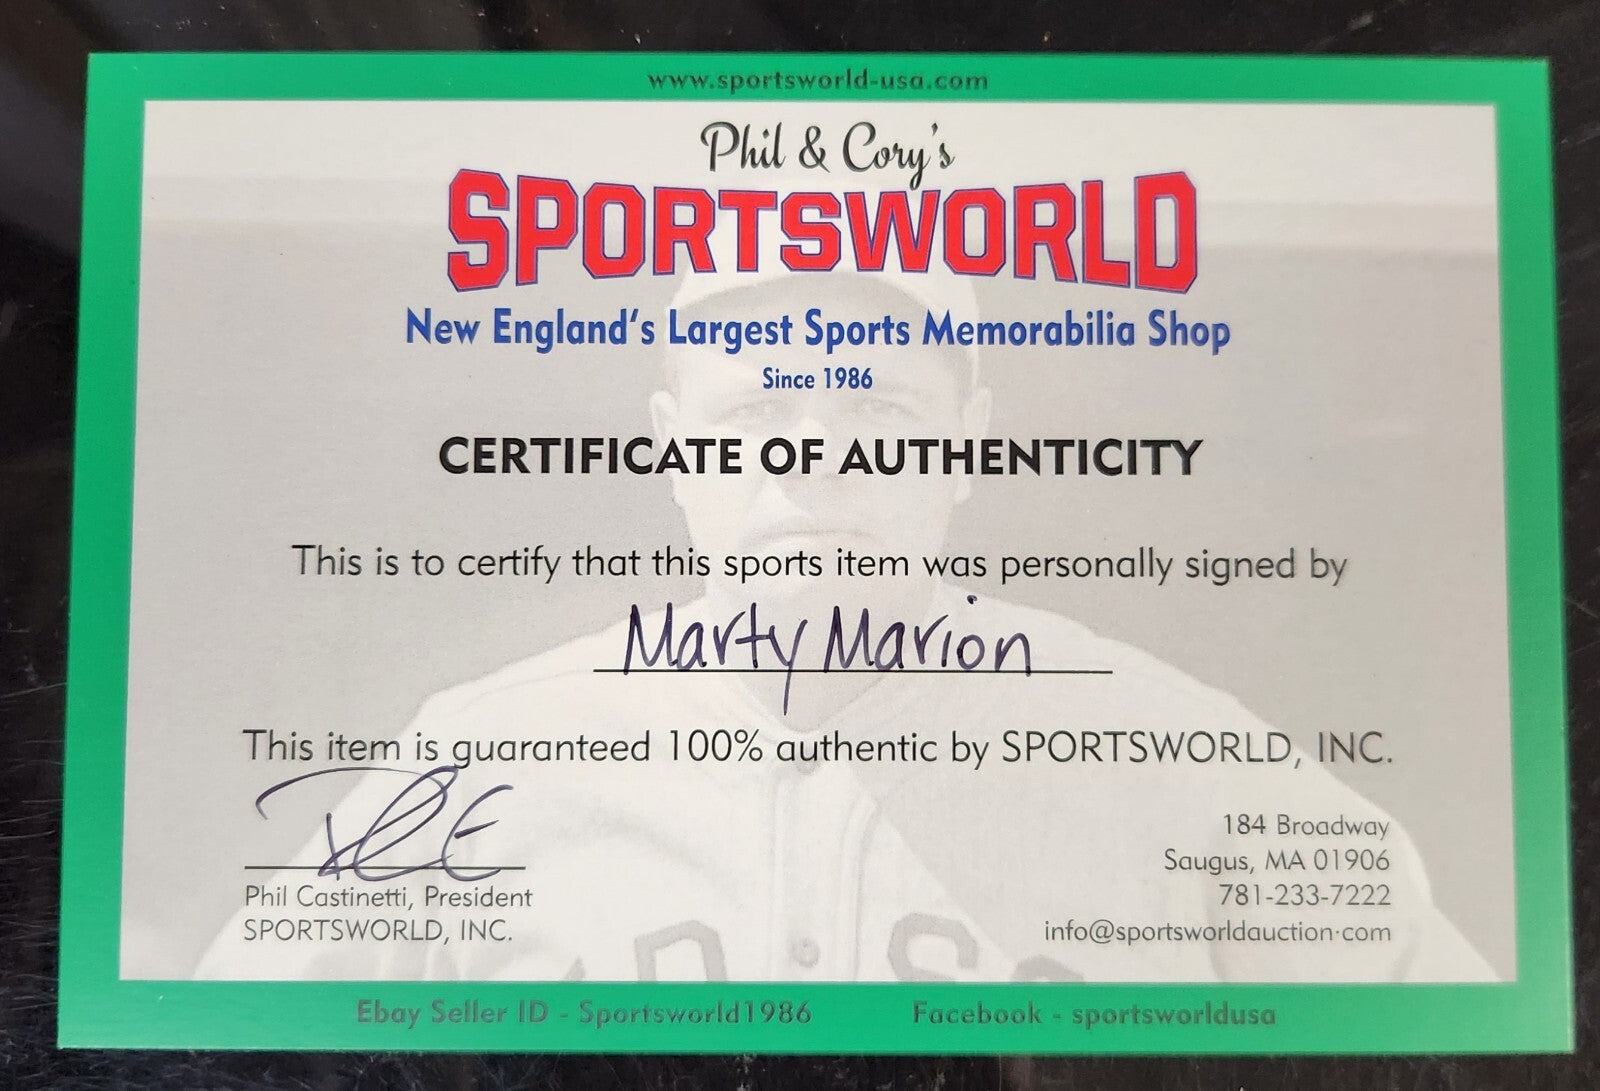 www.sportsworld-usa.com
Phil & Cory's
SPORTSWORLD
New England's Largest Sports Memorabilia Shop
Since 1986
CERTIFICATE OF AUTHENTICITY
This is to certify that this sports item was personally signed by
Marty Marion
This item is guaranteed 100% authentic by SPORTSWORLD, INC.
Phil Castinetti, President
SPORTSWORLD, INC.
184 Broadway
Saugus, MA 01906
781-233-7222
info@sportsworldauction·com
Ebay Seller ID - Sportsworld1986
Facebook - sportsworldusa